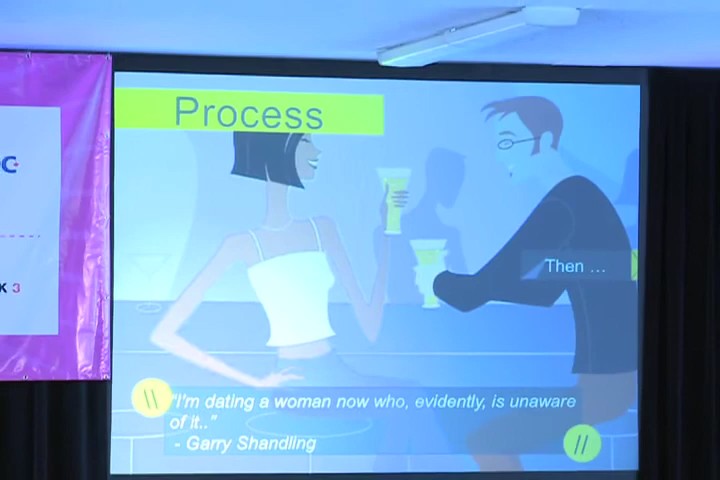 Process
Then ...
"I'm dating a woman now who, evidently, is unaware
of it.."
- Garry Shandling
K 3